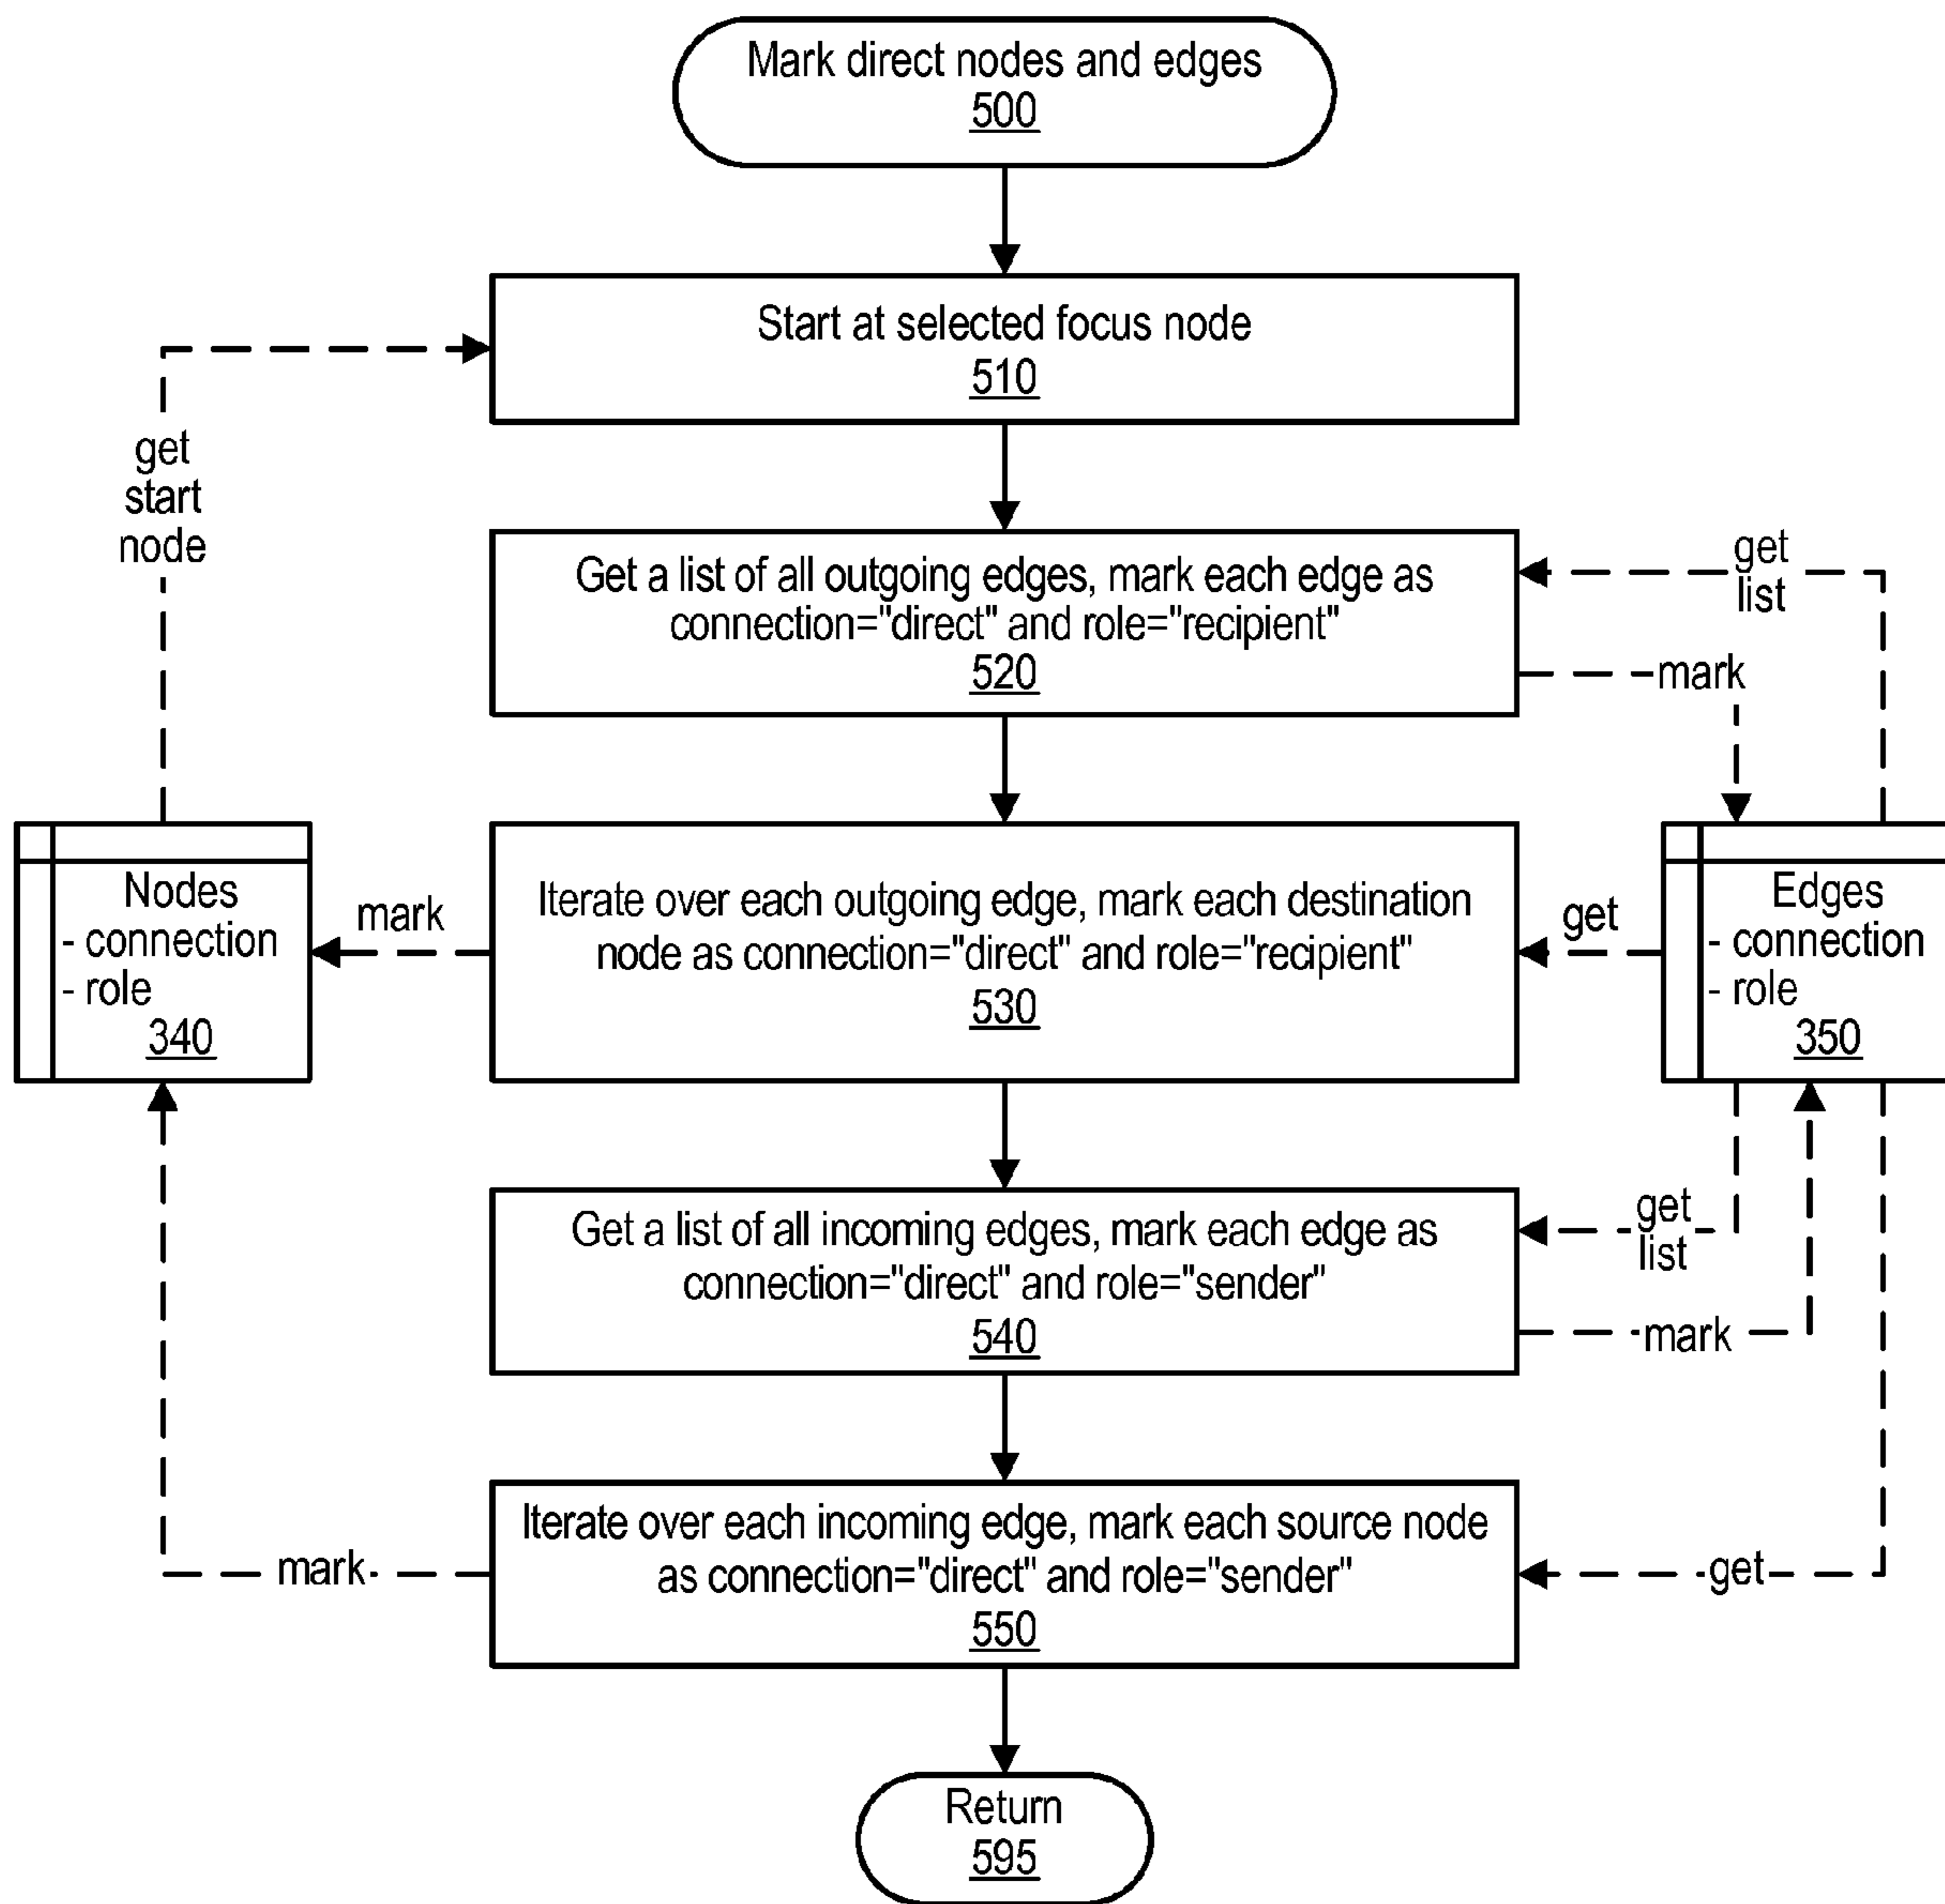 Mark direct nodes and edges
500
Start at selected focus node
510
get
start
node
Get a list of all outgoing edges, mark each edge as
connection="direct" and role="recipient"
520
get
list
mark
Nodes
- connection
- role
340
mark
Iterate over each outgoing edge, mark each destination
node as connection="direct" and role="recipient"
530
get
Edges
- connection
- role
350
Get a list of all incoming edges, mark each edge as
connection="direct" and role="sender"
540
get
list
mark
Iterate over each incoming edge, mark each source node
as connection="direct" and role="sender"
550
mark
get
Return
595